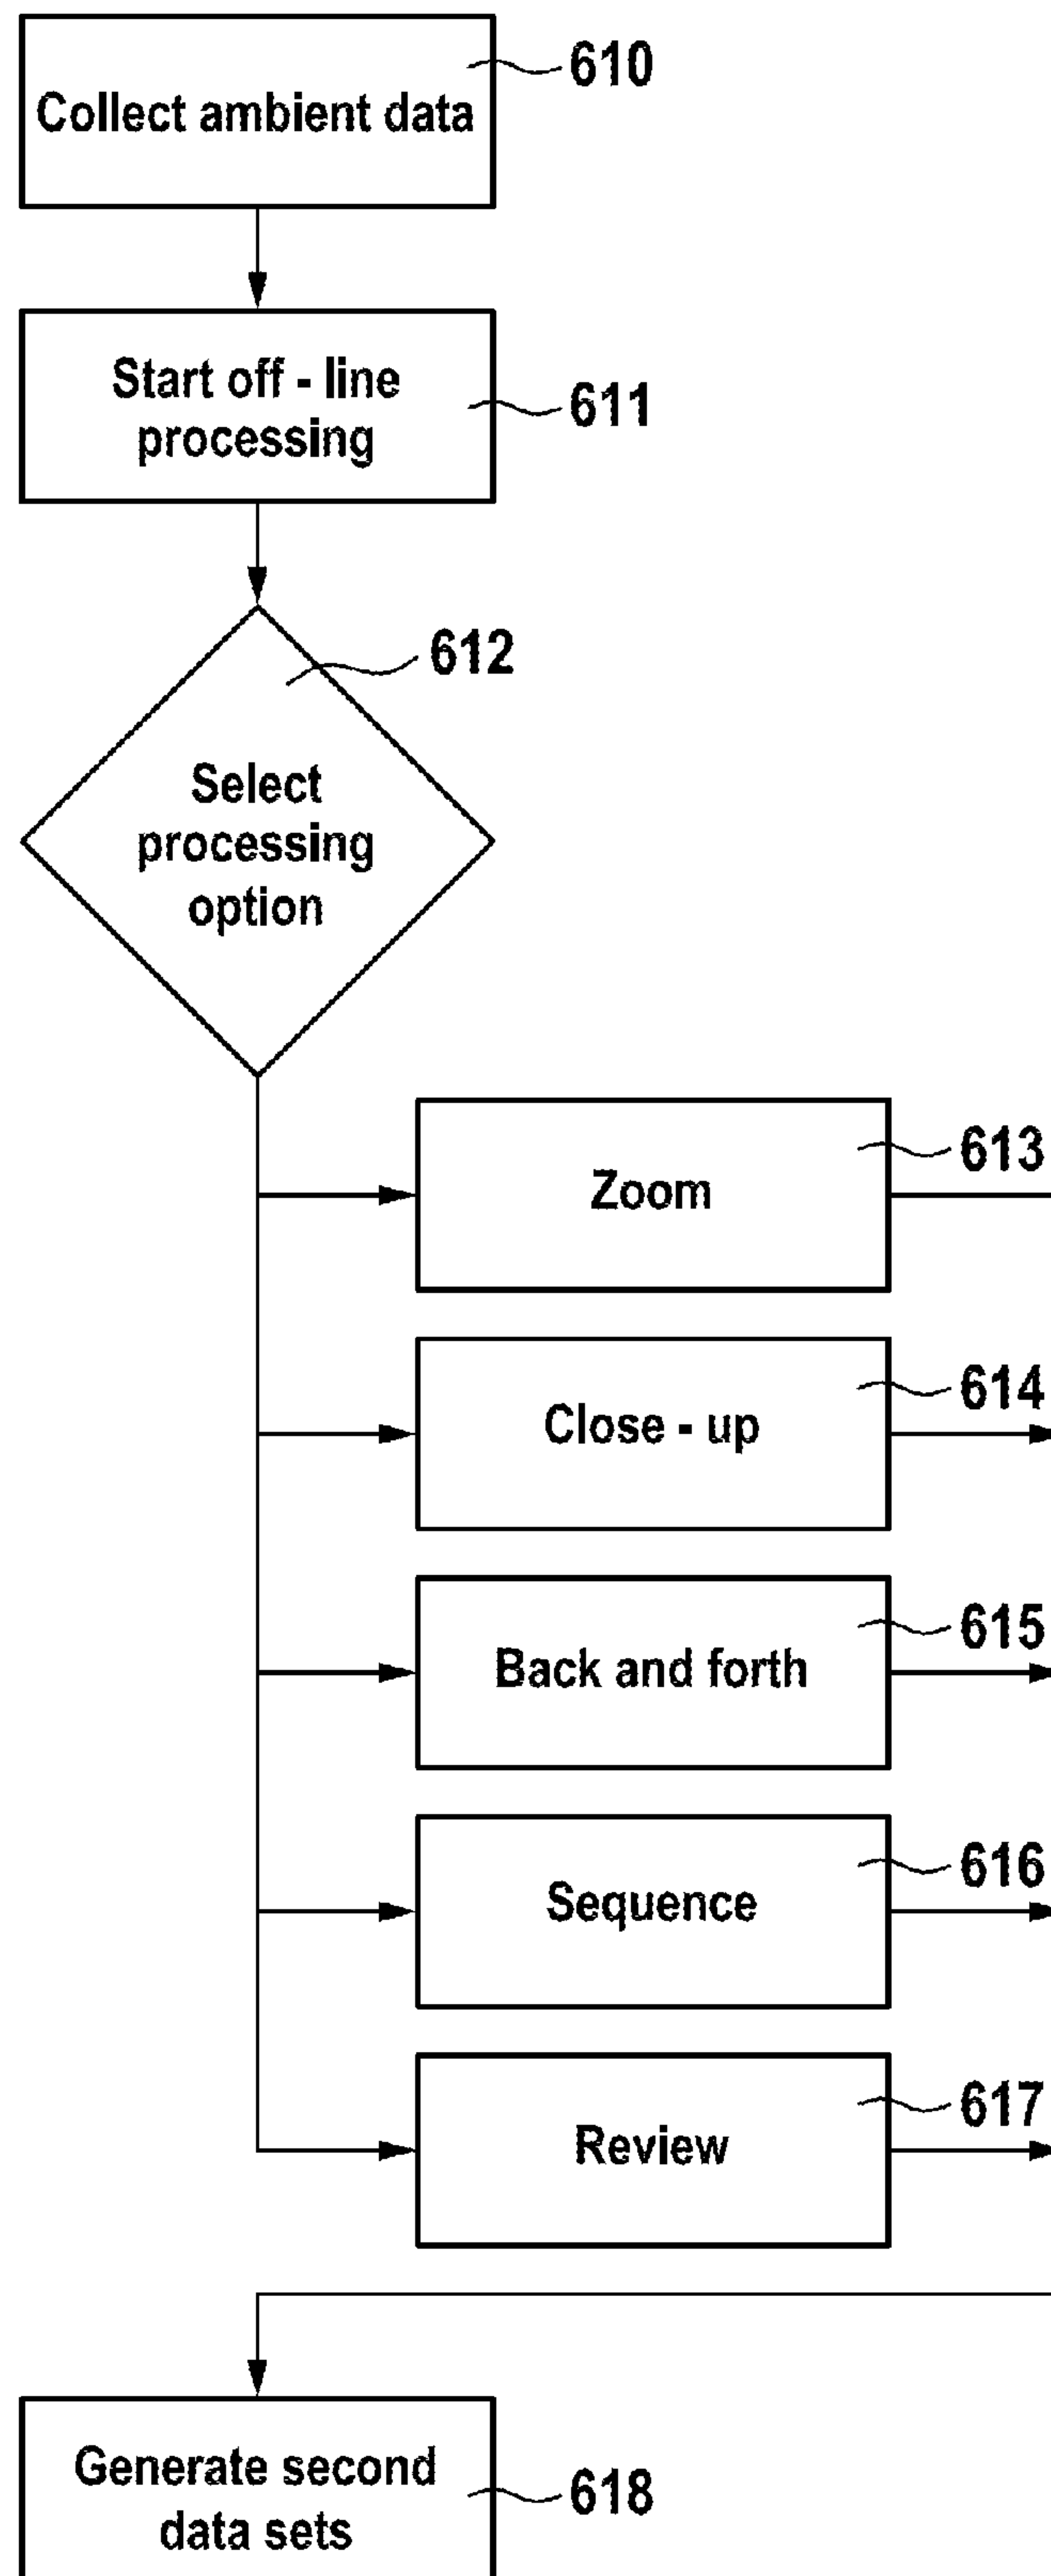 610
Collect ambient data
Start off - line
processing
611
612
Select
processing
option
613
Zoom
614
Close - up
615
Back and forth
616
Sequence
617
Review
Generate second
data sets
618